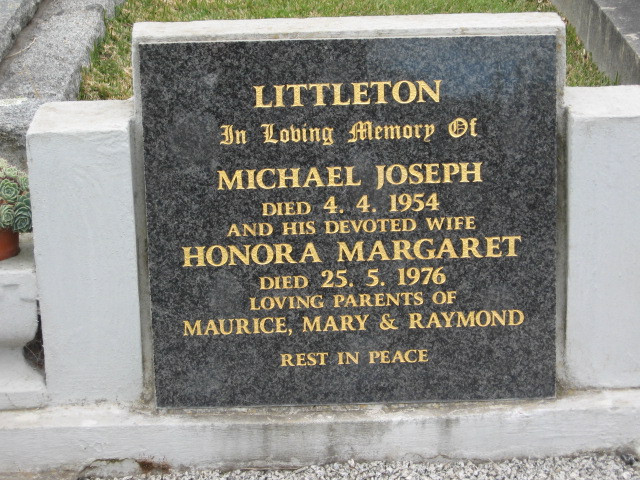 LITTLETON
In Loving Memory Of
MICHAEL JOSEPH
DIED 4. 4. 1954
AND HIS DEVOTED WIFE
HONORA MARGARET
DIED 25. 5. 1976
LOVING PARENTS OF
MAURICE, MARY & RAYMOND
REST IN PEACE